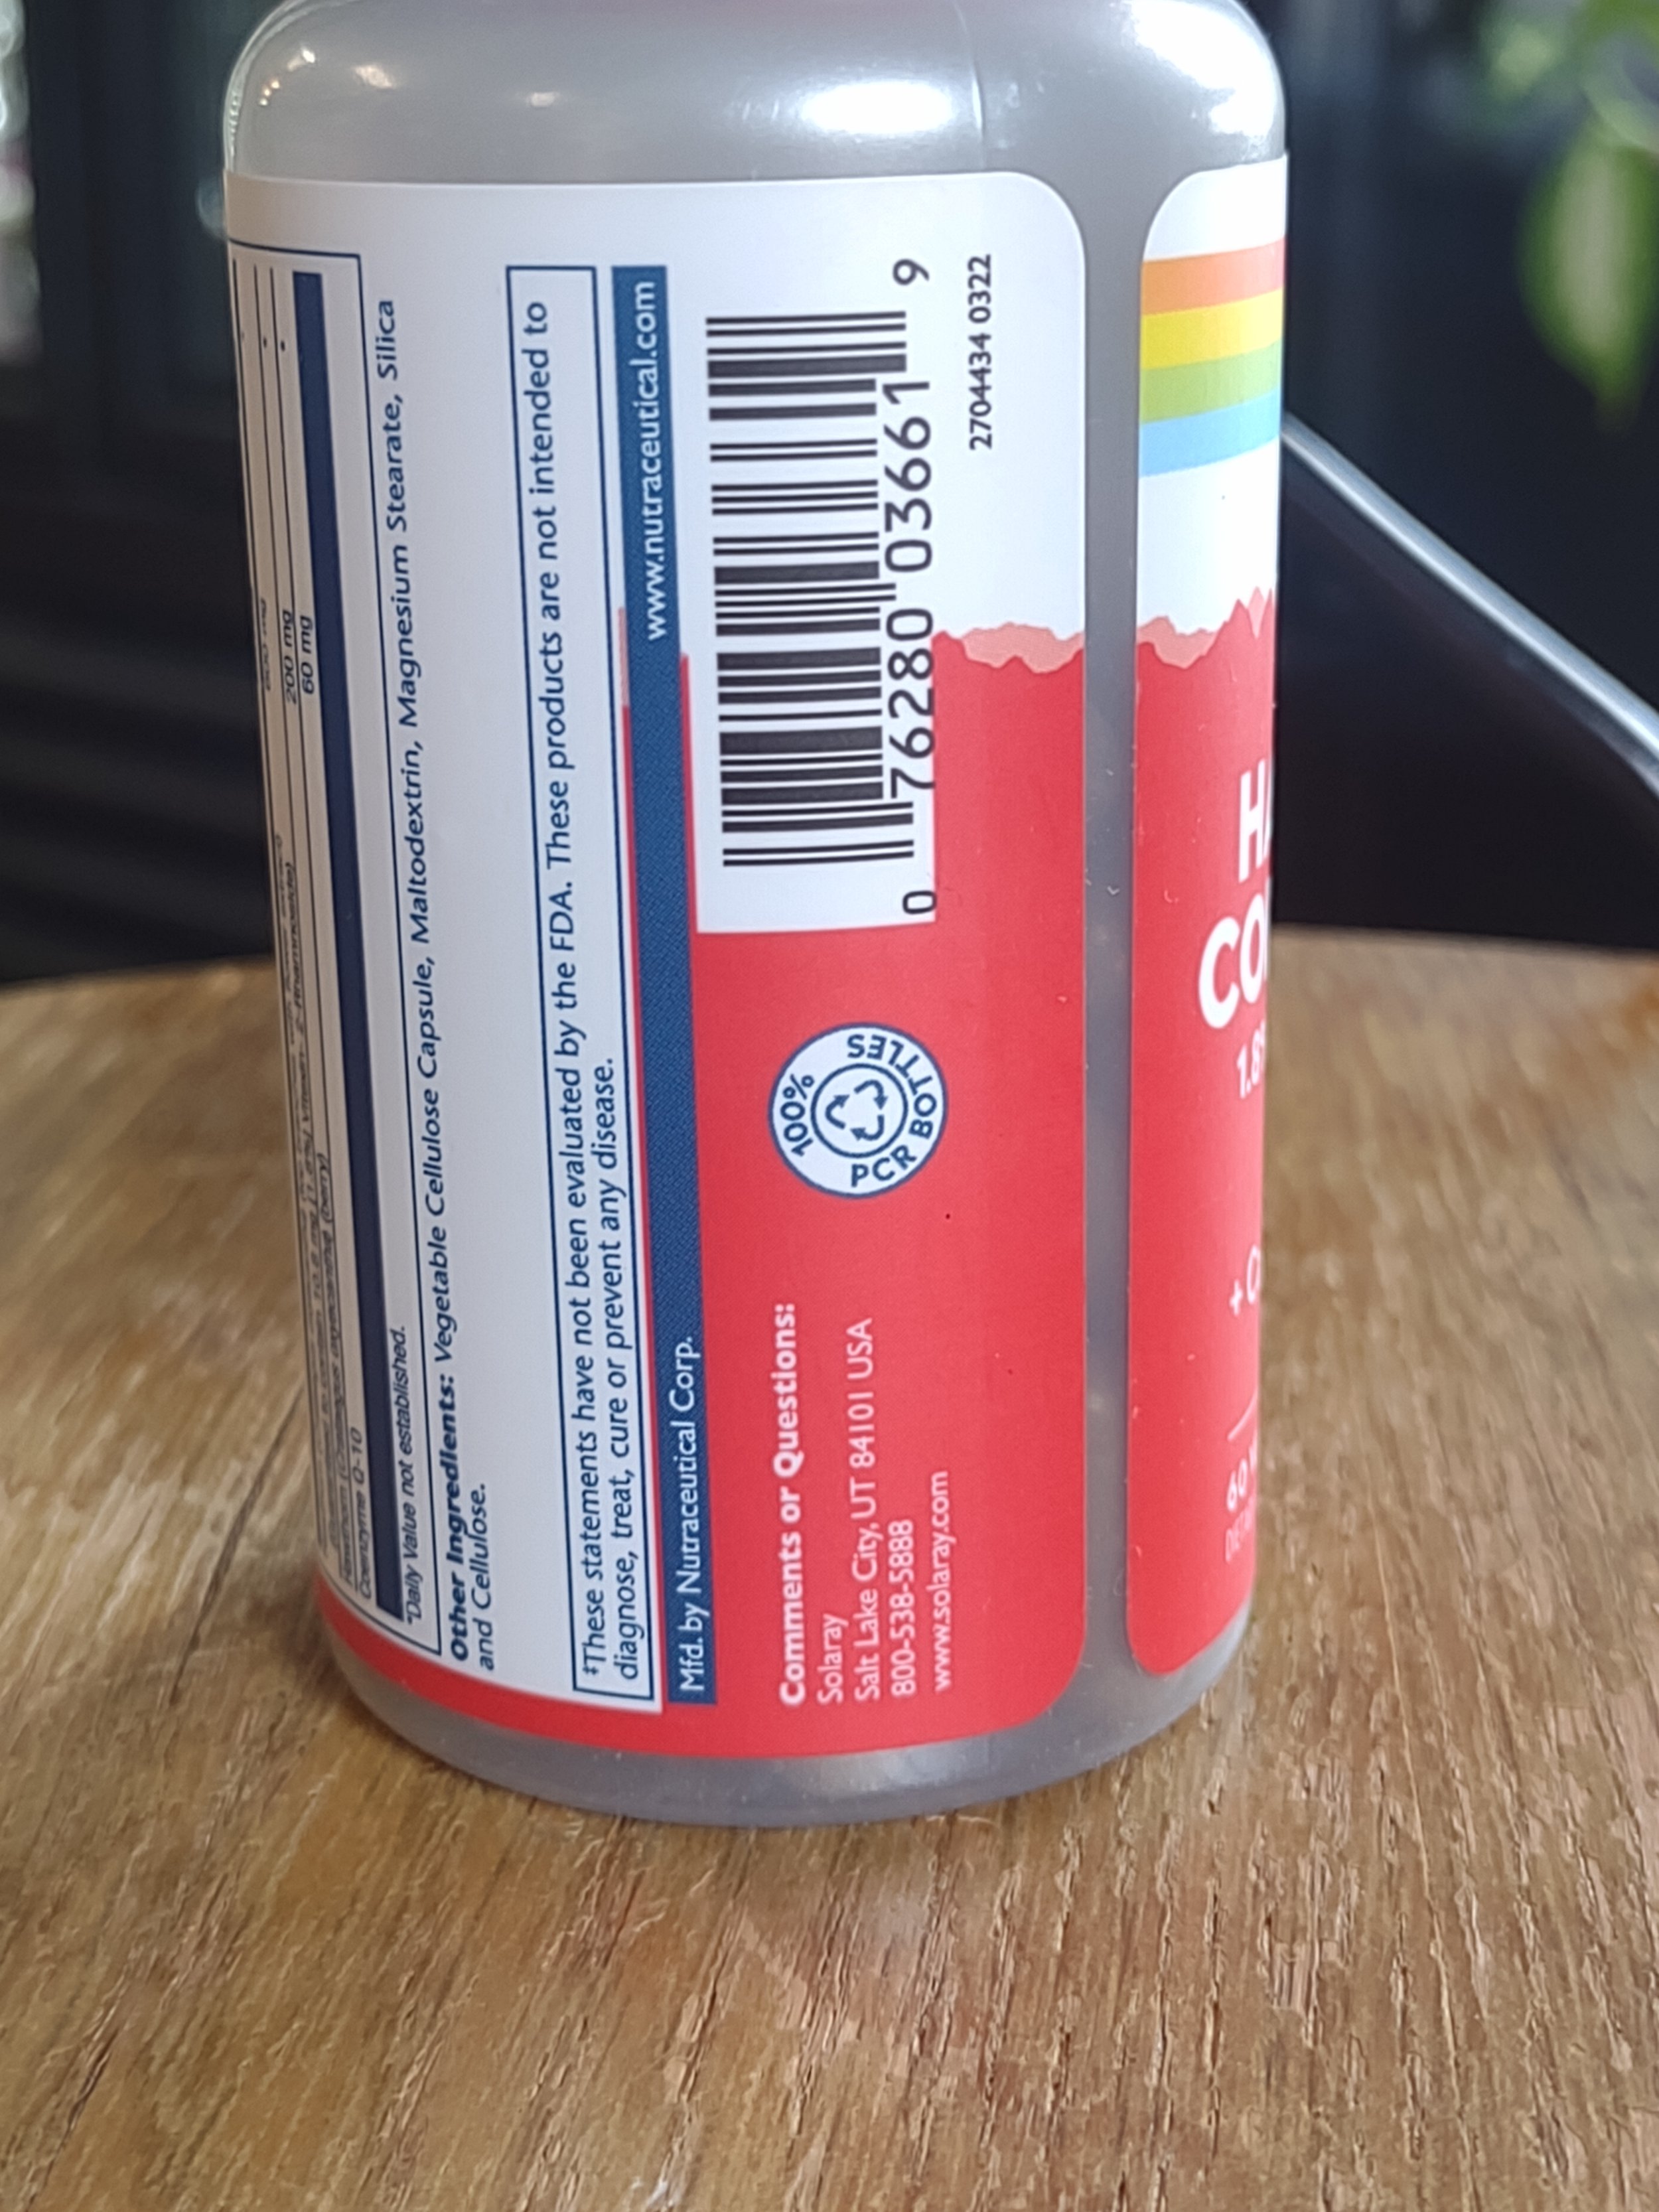 200 mg
60 mg
Coenzyme Q-10
*Daily Value not established.
Other Ingredients: Vegetable Cellulose Capsule, Maltodextrin, Magnesium Stearate, Silica
and Cellulose.
‡These statements have not been evaluated by the FDA. These products are not intended to
diagnose, treat, cure or prevent any disease.
Mfd. by Nutraceutical Corp. www.nutraceutical.com
Comments or Questions:
Solaray
Salt Lake City, UT 84101 USA
800-538-5888
www.solaray.com
100%
PCR BOTTLES
0 76280 03661 9
2704434 0322
60